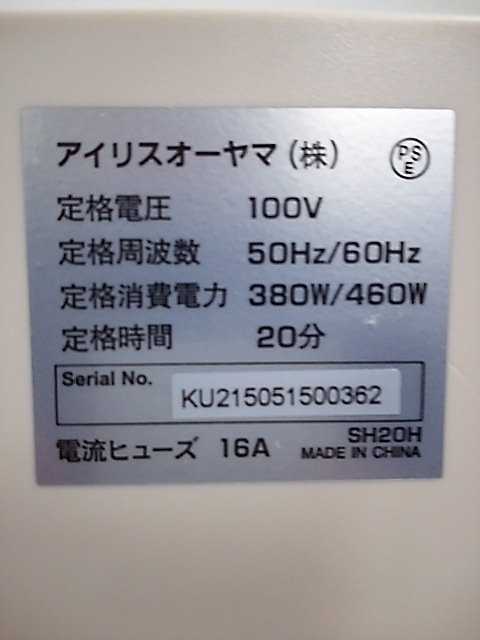 アイリスオーヤマ(株) PSE
定格電圧 100V
定格周波数 50Hz/60Hz
定格消費電力 380W/460W
定格時間 20分
Serial No. KU215051500362
電流ヒューズ 16A SH20H
MADE IN CHINA